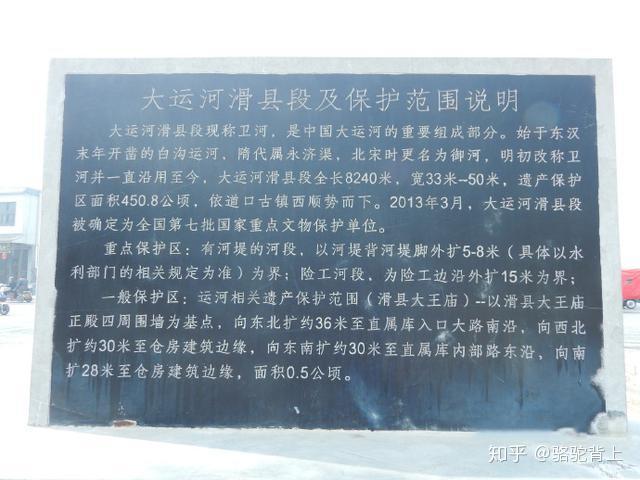 大运河滑县段及保护范围说明
大运河滑县段现称卫河，是中国大运河的重要组成部分。始于东汉
末年开凿的白沟运河，隋代属永济渠，北宋时更名为御河，明初改称卫
河并一直沿用至今，大运河滑县段全长8240米，宽33米--50米，遗产保护
区面积450.8公顷，依道口古镇西顺势而下。2013年3月，大运河滑县段
被确定为全国第七批国家重点文物保护单位。
重点保护区：有河堤的河段，以河堤背河堤脚外扩5-8米（具体以水
利部门的相关规定为准）为界；险工河段，为险工边沿外扩15米为界；
一般保护区：运河相关遗产保护范围（滑县大王庙）--以滑县大王庙
正殿四周围墙为基点，向东北扩约36米至直属库入口大路南沿，向西北
扩约30米至仓房建筑边缘，向东南扩约30米至直属库内部路东沿，向南
扩28米至仓房建筑边缘，面积0.5公顷。
知乎 @骆驼背上